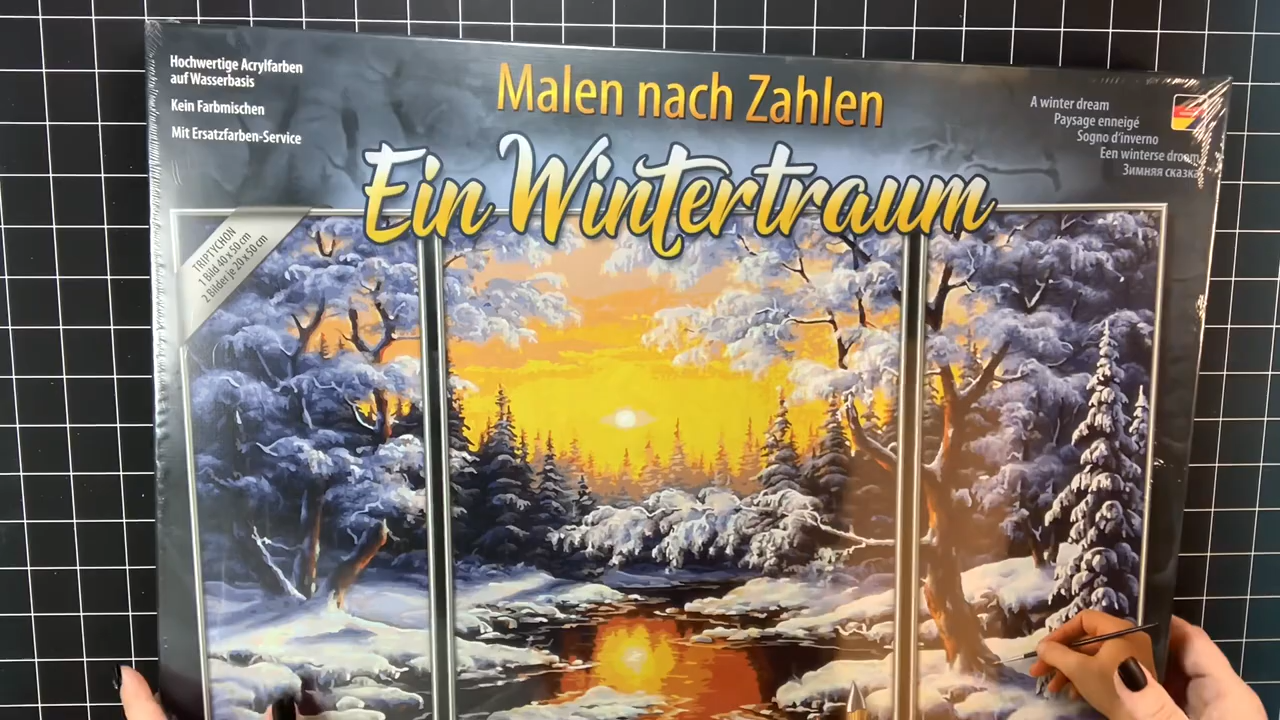 Hochwertige Acrylfarben
auf Wasserbasis
Kein Farbmischen
Mit Ersatzfarben-Service
Malen nach Zahlen
Ein Wintertraum
A winter dream
Paysage enneigé
Sogno d'inverno
Een winterse droom
Зимняя сказка
TRIPTYCHON
1 Bild 40 x 50 cm
2 Bilder je 20 x 50 cm